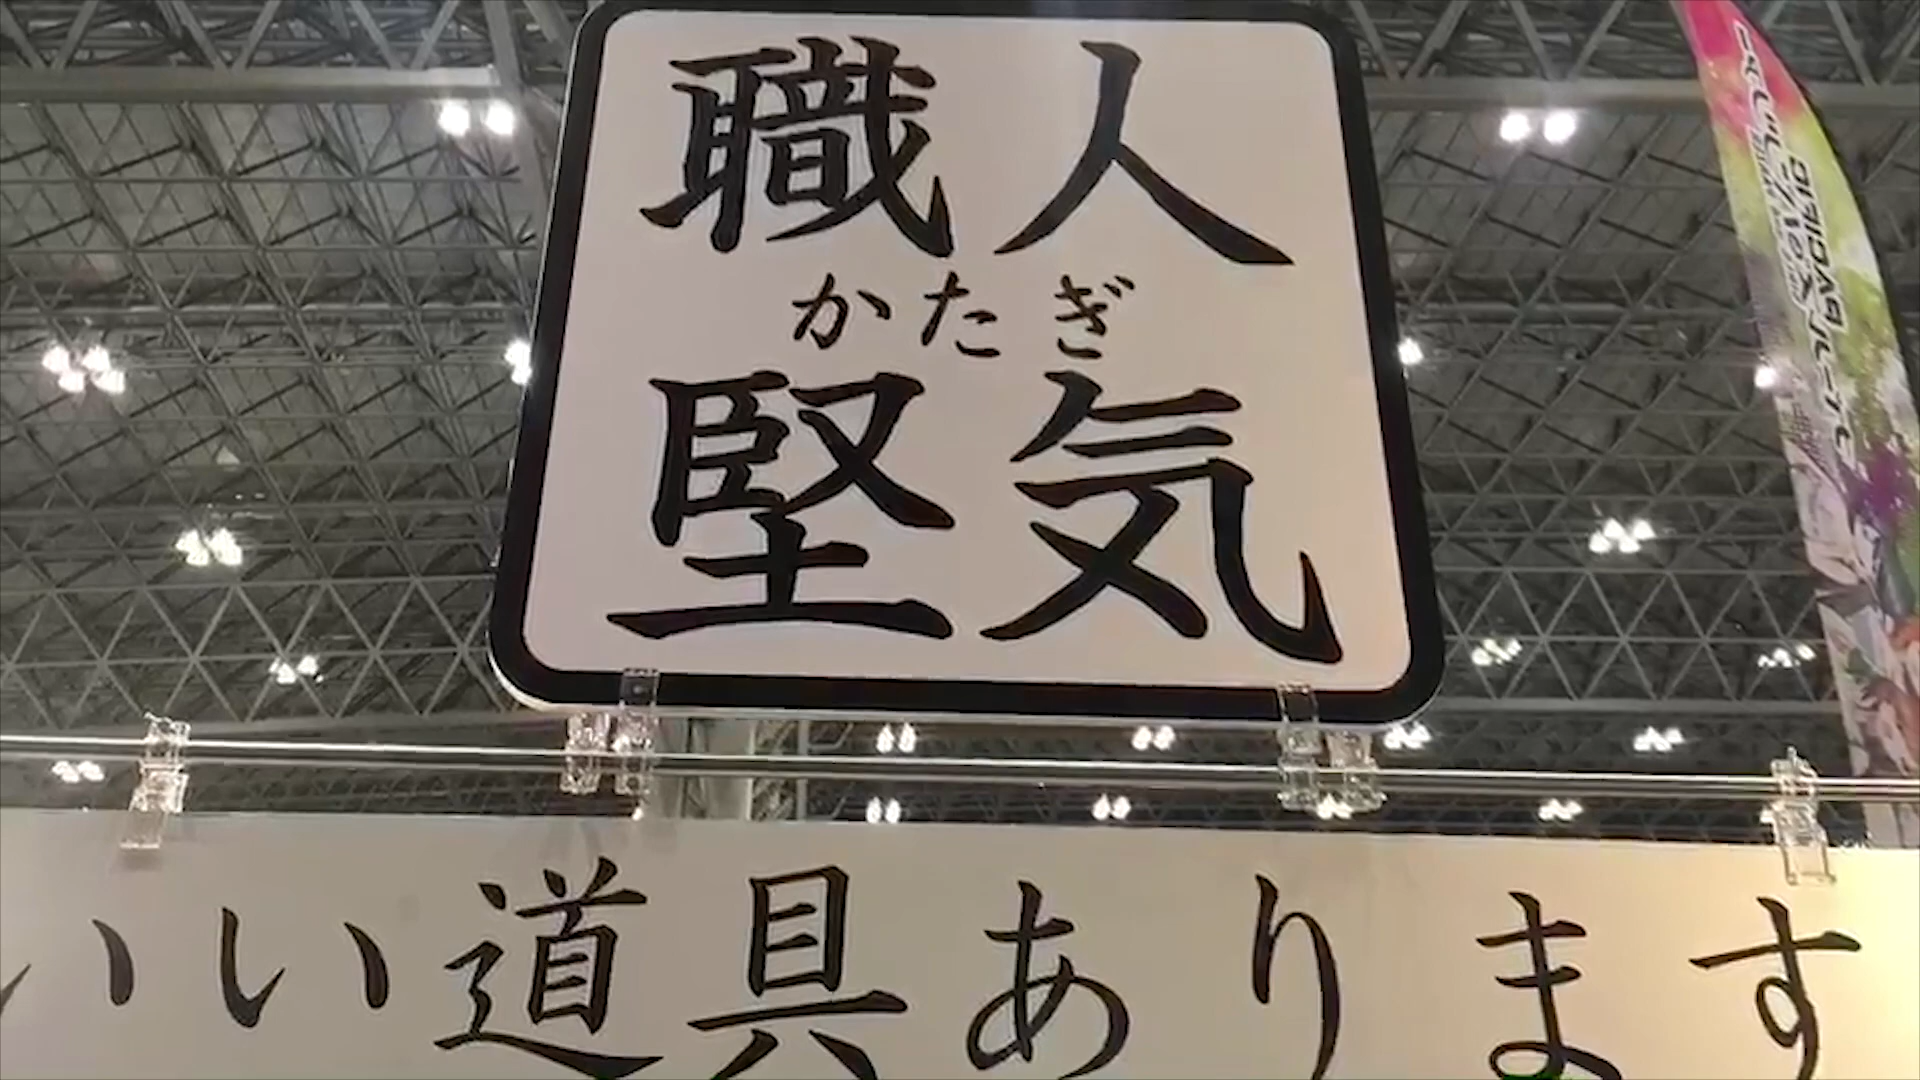 職人
かたぎ
堅気
いい道具あります